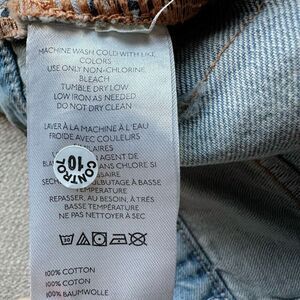 MACHINE WASH COLD WITH LIKE
COLORS
USE ONLY NON-CHLORINE
BLEACH
TUMBLE DRY LOW
LOW IRON AS NEEDED
DO NOT DRY CLEAN
LAVER À LA MACHINE À L'EAU
FROIDE AVEC COULEURS
AGENT DE
SANS CHLORE SI
CONTROL
10
BASSE
TEMPÉRATURE
REPASSER, AU BESOIN, À TRÈS
BASSE TEMPÉRATURE
NE PAS NETTOYER À SEC
30
100% COTTON
100% COTON
100% BAUMWOLLE